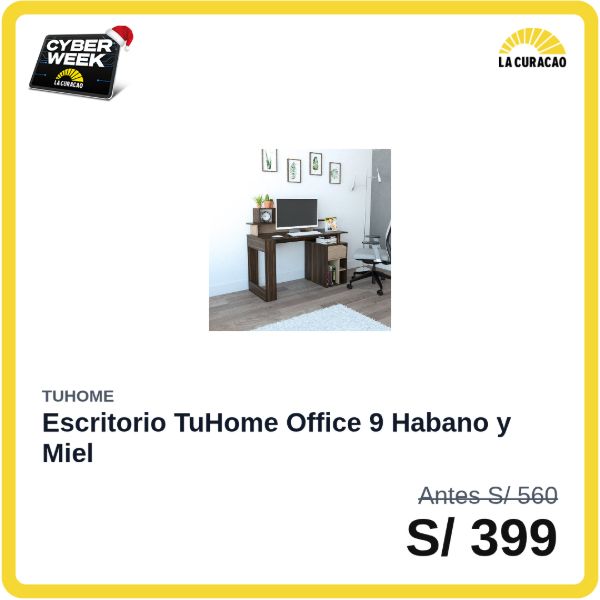 CYBER
WEEK
LA CURACAO
LA CURACAO
TUHOME
Escritorio TuHome Office 9 Habano y
Miel
Antes S/ 560
S/ 399